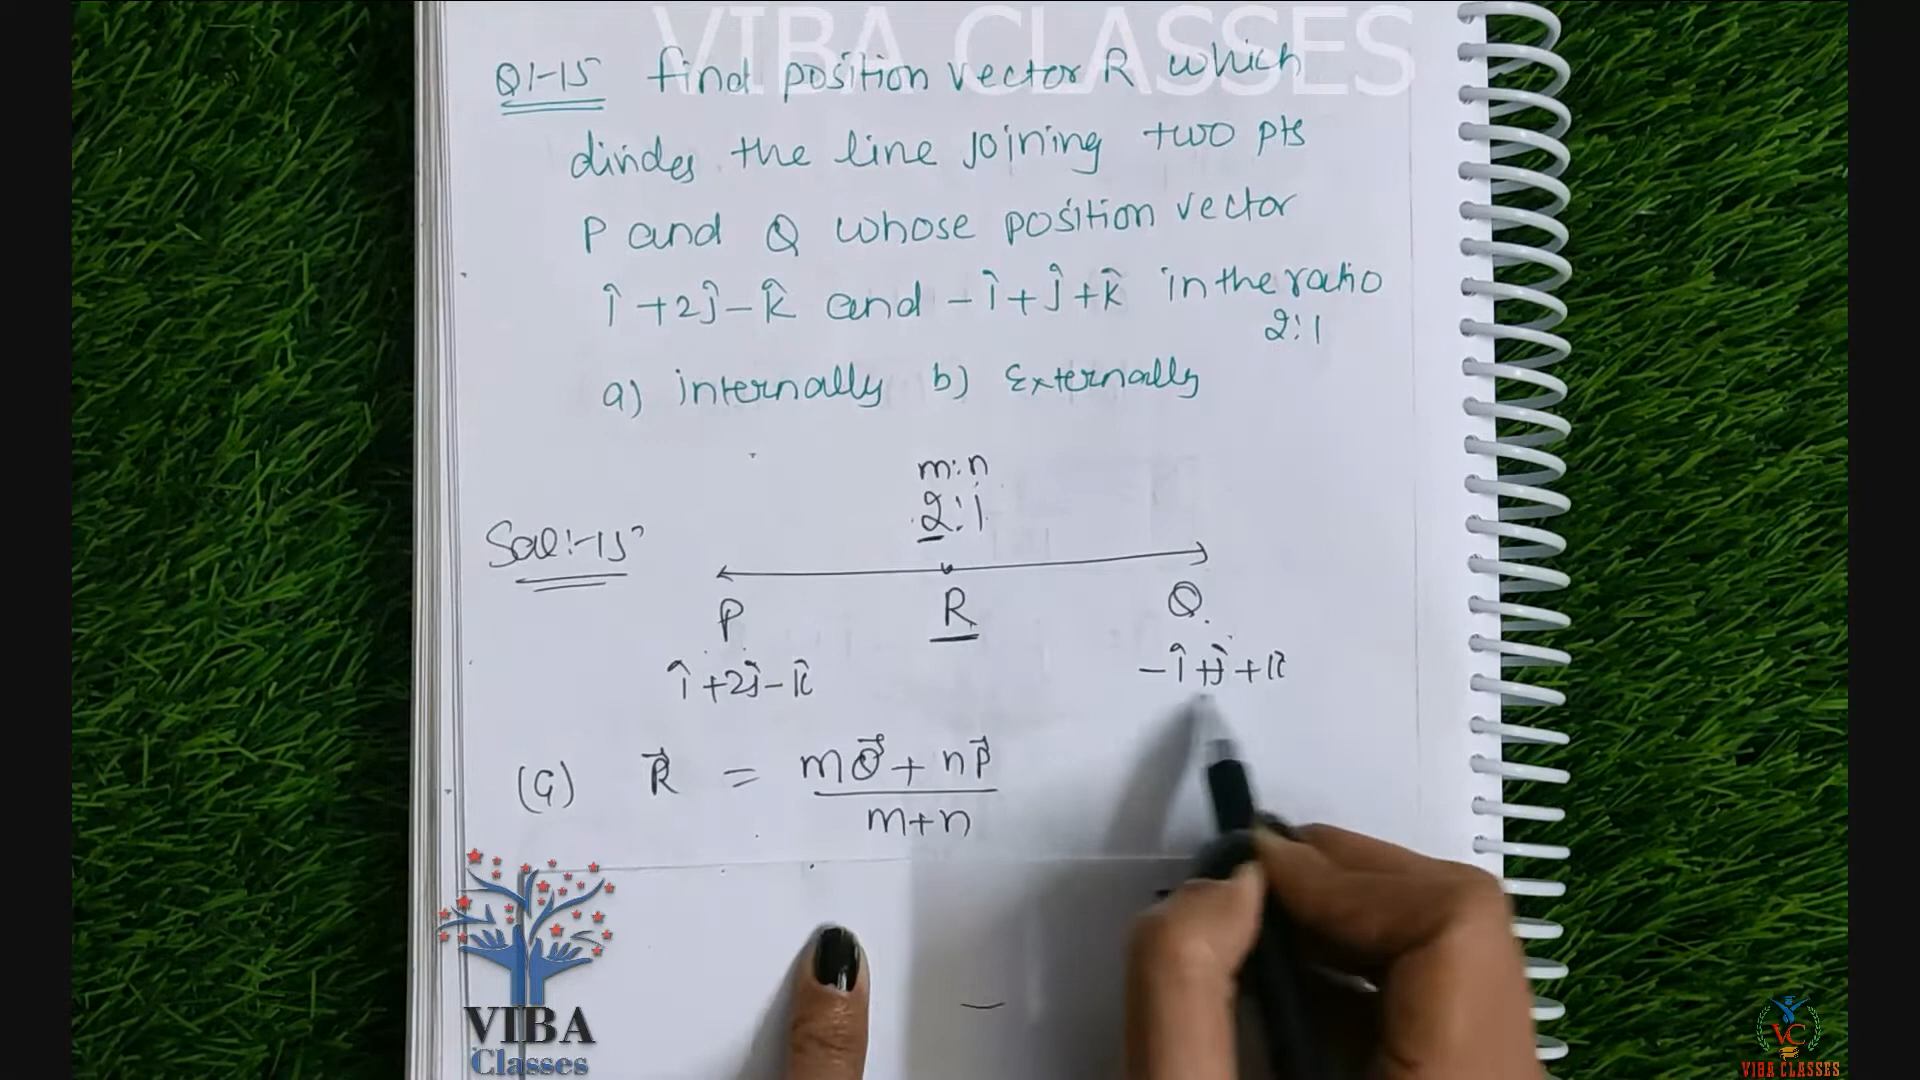 VIBA CLASSES
Q1-15 find position vector R which
divides the line joining two pts
P and Q whose position vector
î + 2ĵ - k̂ and - î + ĵ + k̂ in the ratio
2:1
a) internally b) Externally
m:n
2:1
Sol:-15
P R Q
î + 2ĵ - k̂ - î + ĵ + k̂
(a) R⃗ = mQ⃗ + nP⃗
m+n
VIBA
Classes
VC
VIBA CLASSES